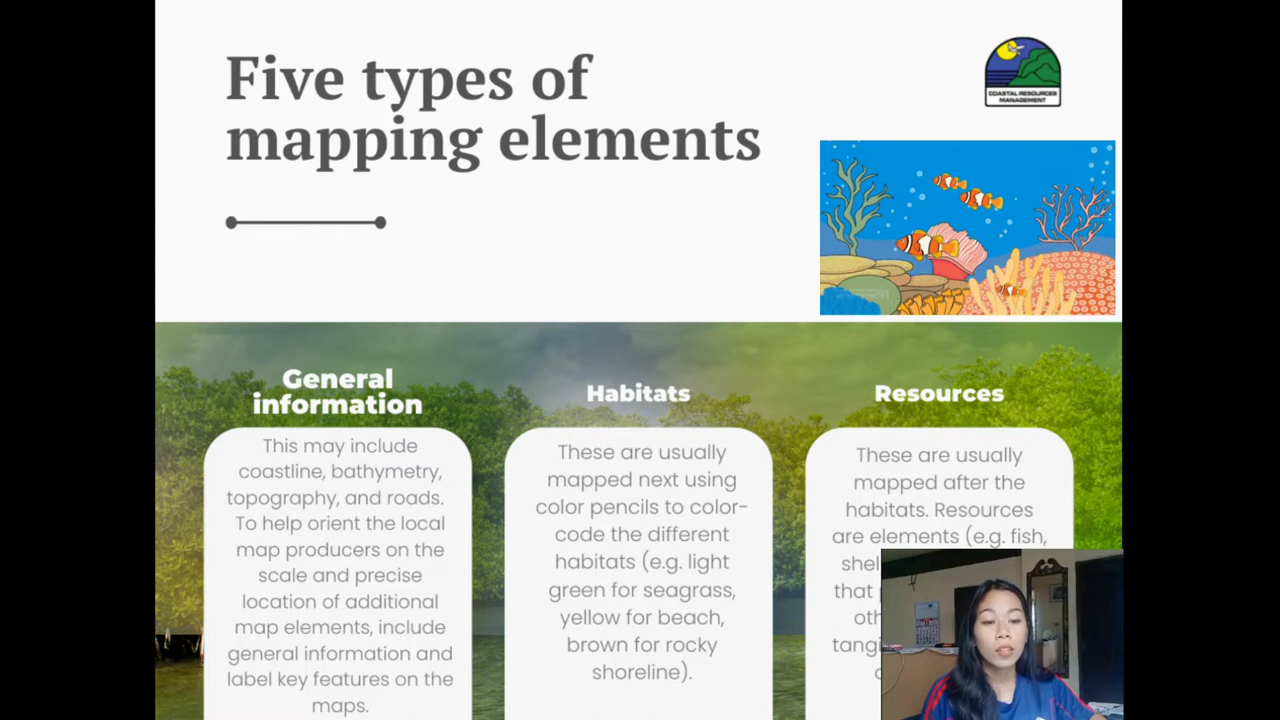 Five types of
mapping elements
COASTAL RESOURCES
MANAGEMENT
General
information
This may include
coastline, bathymetry,
topography, and roads.
To help orient the local
map producers on the
scale and precise
location of additional
map elements, include
general information and
label key features on the
maps.
Habitats
These are usually
mapped next using
color pencils to color-
code the different
habitats (e.g. light
green for seagrass,
yellow for beach,
brown for rocky
shoreline).
Resources
These are usually
mapped after the
habitats. Resources
are elements (e.g. fish,
that